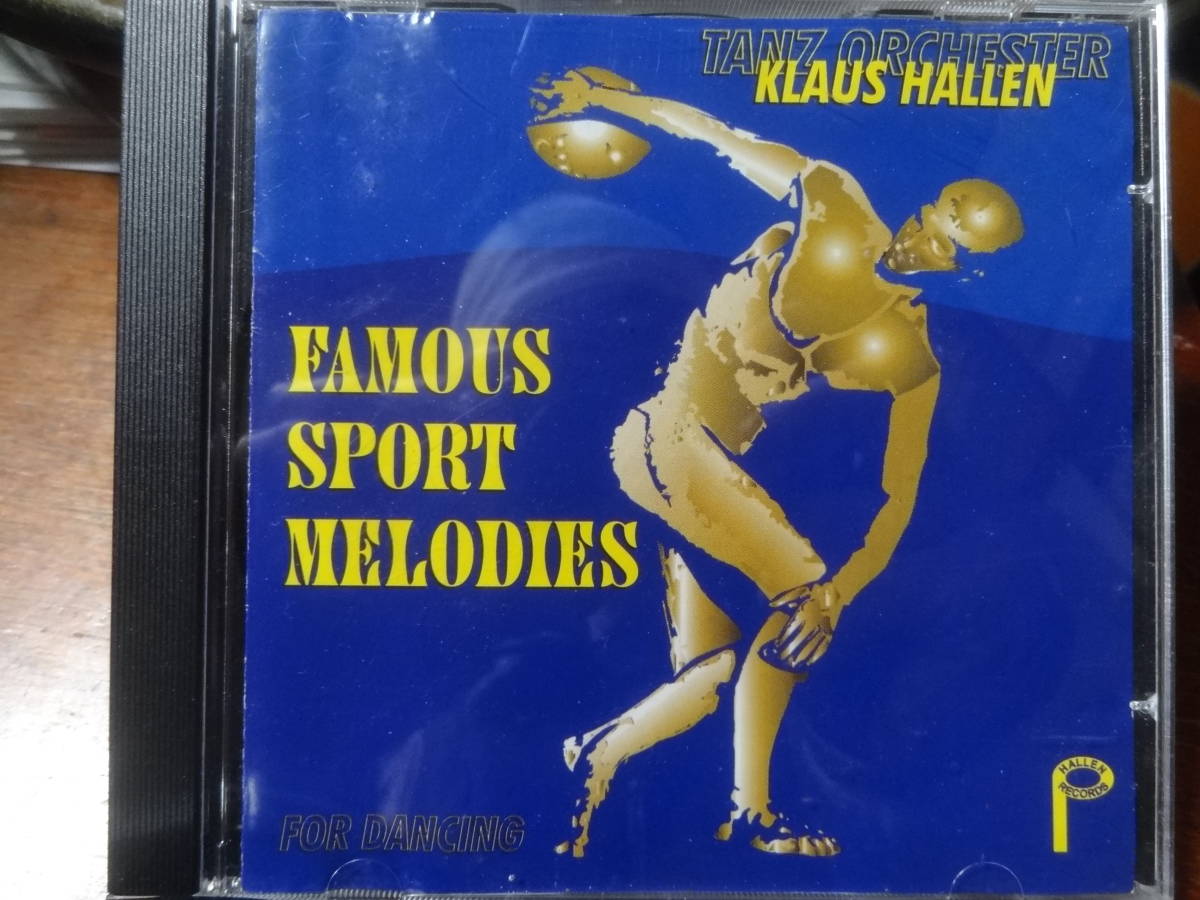 TANZ ORCHESTER
KLAUS HALLEN
FAMOUS
SPORT
MELODIES
FOR DANCING
HALLEN
RECORDS